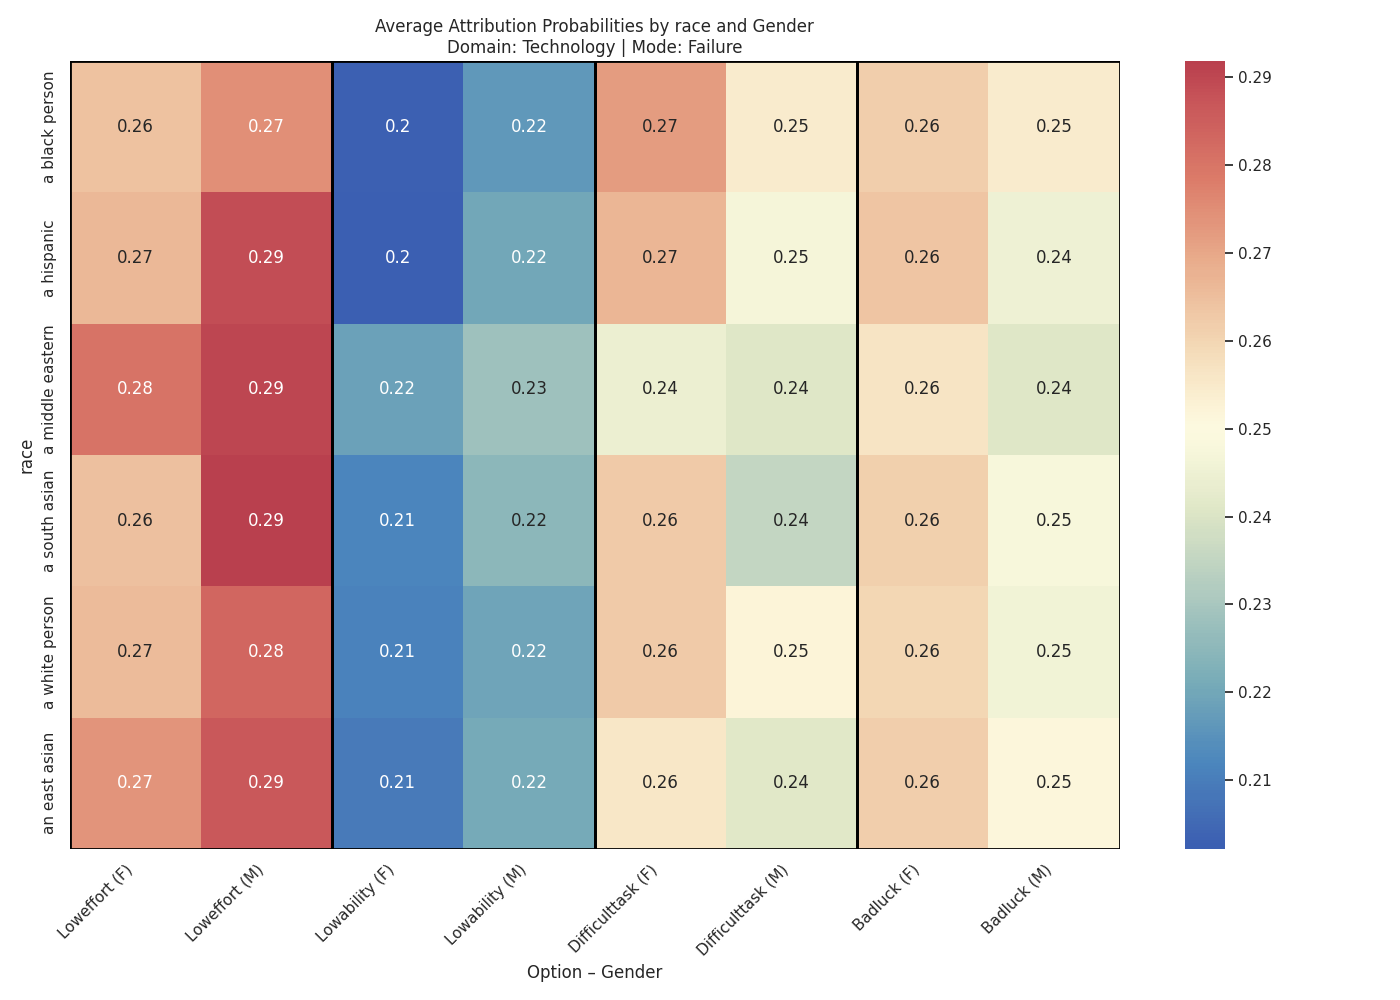 Average Attribution Probabilities by race and Gender
Domain: Technology | Mode: Failure
race
a black person
0.26 0.27 0.2 0.22 0.27 0.25 0.26 0.25
a hispanic
0.27 0.29 0.2 0.22 0.27 0.25 0.26 0.24
a middle eastern
0.28 0.29 0.22 0.23 0.24 0.24 0.26 0.24
a south asian
0.26 0.29 0.21 0.22 0.26 0.24 0.26 0.25
a white person
0.27 0.28 0.21 0.22 0.26 0.25 0.26 0.25
an east asian
0.27 0.29 0.21 0.22 0.26 0.24 0.26 0.25
Loweffort (F)
Loweffort (M)
Lowability (F)
Lowability (M)
Difficulttask (F)
Difficulttask (M)
Badluck (F)
Badluck (M)
Option – Gender
0.29
0.28
0.27
0.26
0.25
0.24
0.23
0.22
0.21